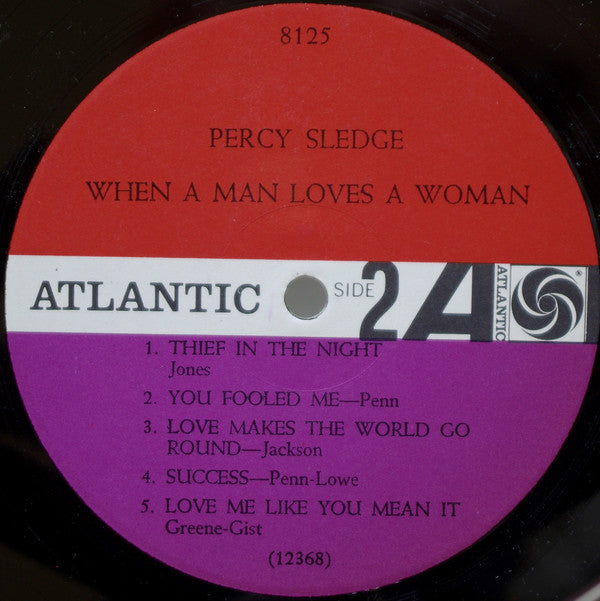 8125
PERCY SLEDGE
WHEN A MAN LOVES A WOMAN
ATLANTIC SIDE 2 A ATLANTIC ®
1. THIEF IN THE NIGHT
Jones
2. YOU FOOLED ME—Penn
3. LOVE MAKES THE WORLD GO
ROUND—Jackson
4. SUCCESS—Penn-Lowe
5. LOVE ME LIKE YOU MEAN IT
Greene-Gist
(12368)